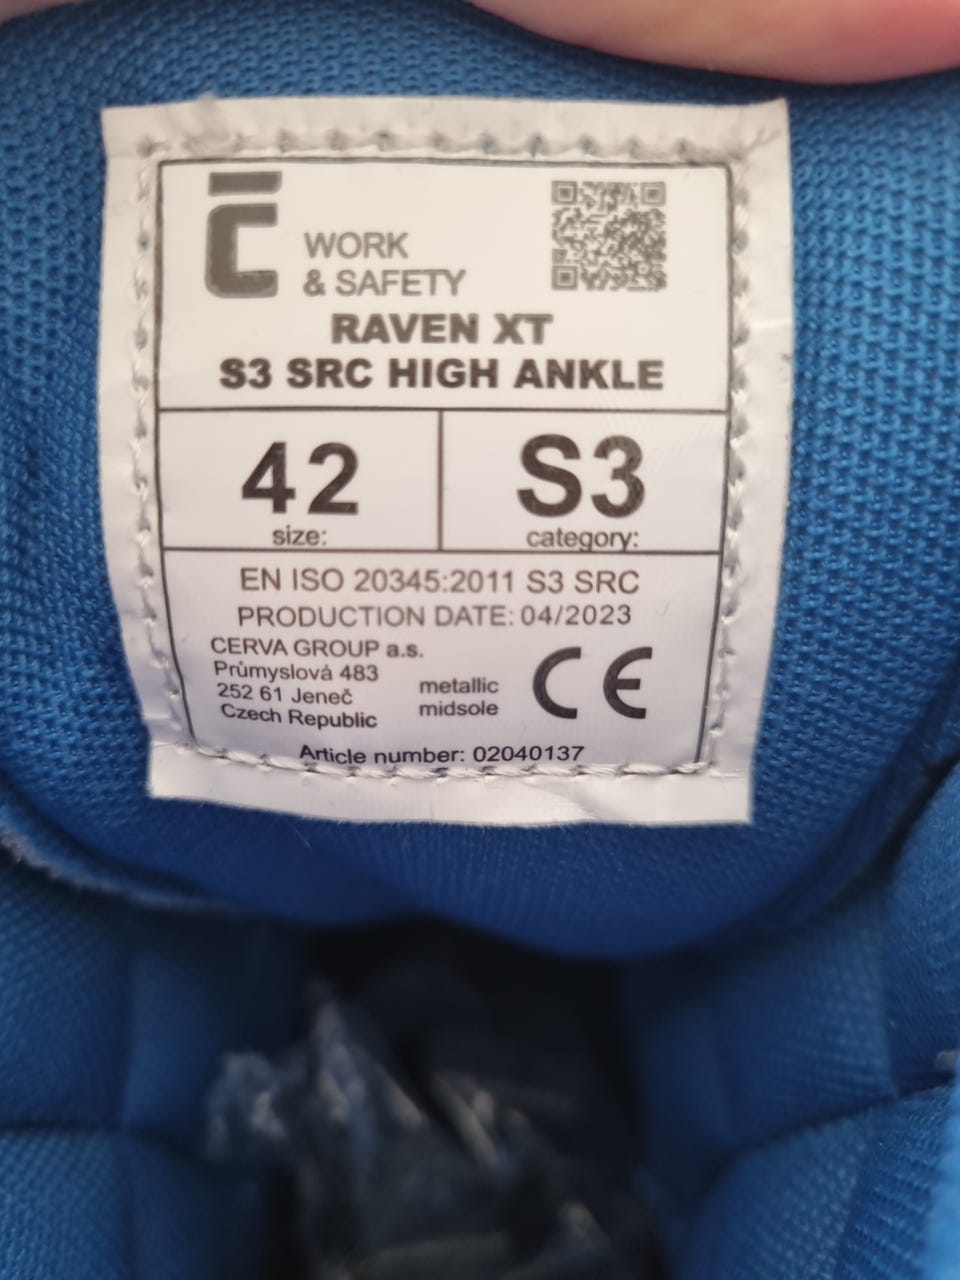 WORK
& SAFETY
RAVEN XT
S3 SRC HIGH ANKLE
42
size:
S3
category:
EN ISO 20345:2011 S3 SRC
PRODUCTION DATE: 04/2023
CERVA GROUP a.s.
Průmyslová 483
252 61 Jeneč
Czech Republic
metallic
midsole
CE
Article number: 02040137